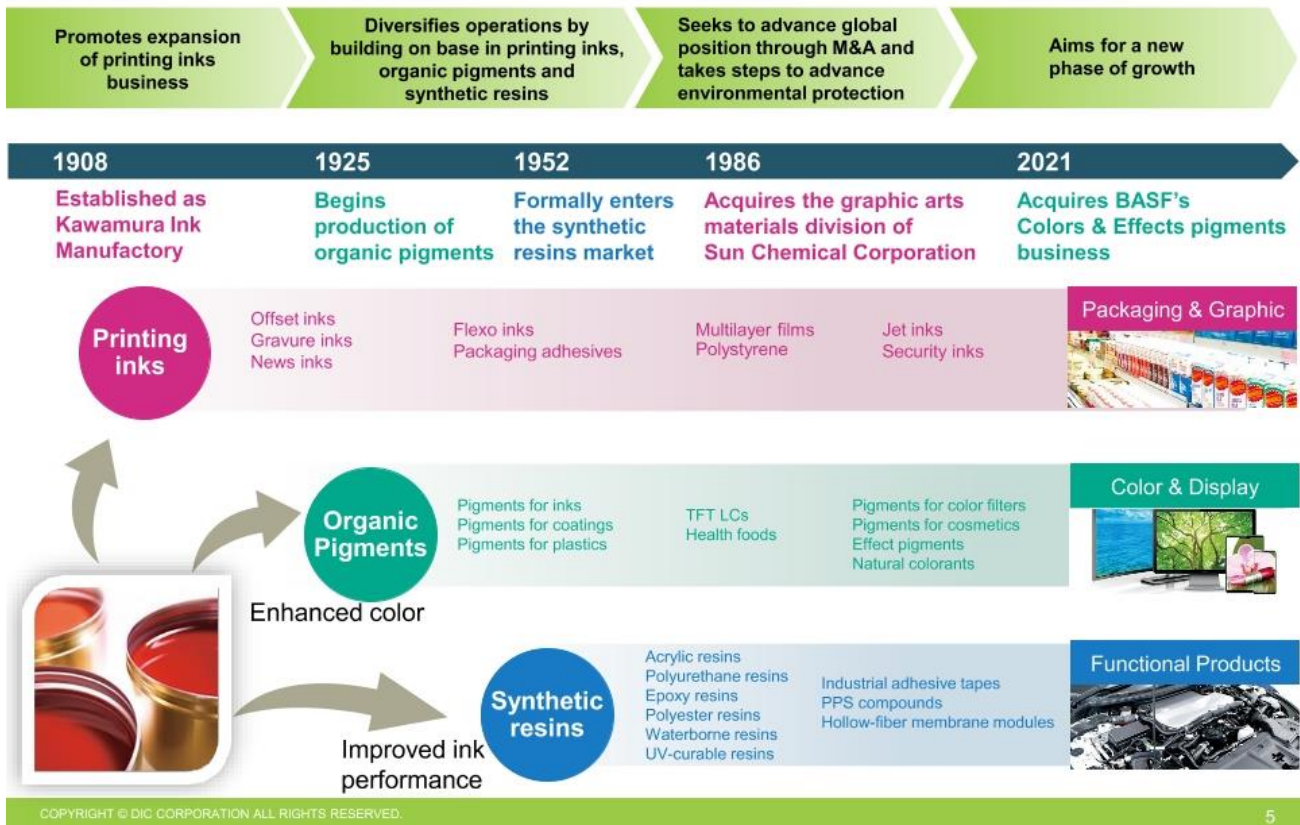 Promotes expansion
of printing inks
business
Diversifies operations by
building on base in printing inks,
organic pigments and
synthetic resins
Seeks to advance global
position through M&A and
takes steps to advance
environmental protection
Aims for a new
phase of growth
1908
1925
1952
1986
2021
Established as
Kawamura Ink
Manufactory
Begins
production of
organic pigments
Formally enters
the synthetic
resins market
Acquires the graphic arts
materials division of
Sun Chemical Corporation
Acquires BASF's
Colors & Effects pigments
business
Printing
inks
Offset inks
Gravure inks
News inks
Flexo inks
Packaging adhesives
Multilayer films
Polystyrene
Jet inks
Security inks
Packaging & Graphic
Organic
Pigments
Pigments for inks
Pigments for coatings
Pigments for plastics
TFT LCs
Health foods
Pigments for color filters
Pigments for cosmetics
Effect pigments
Natural colorants
Color & Display
Enhanced color
Synthetic
resins
Acrylic resins
Polyurethane resins
Epoxy resins
Polyester resins
Waterborne resins
UV-curable resins
Industrial adhesive tapes
PPS compounds
Hollow-fiber membrane modules
Functional Products
Improved ink
performance
COPYRIGHT © DIC CORPORATION ALL RIGHTS RESERVED.
5